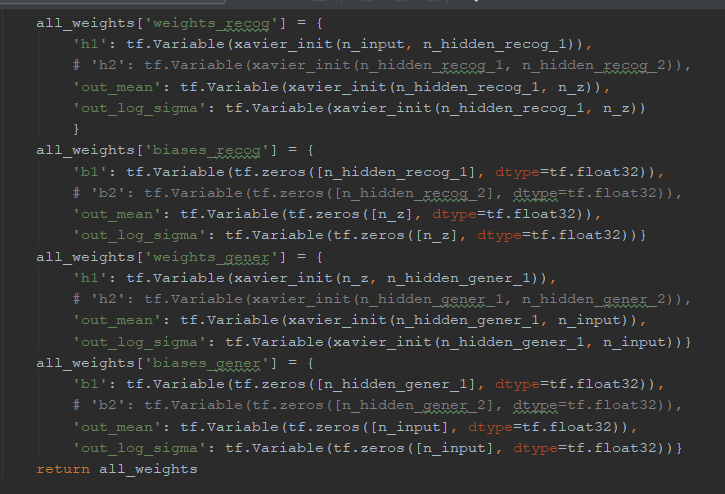 all_weights['weights_recog'] = {
    'h1': tf.Variable(xavier_init(n_input, n_hidden_recog_1)),
    # 'h2': tf.Variable(xavier_init(n_hidden_recog_1, n_hidden_recog_2)),
    'out_mean': tf.Variable(xavier_init(n_hidden_recog_1, n_z)),
    'out_log_sigma': tf.Variable(xavier_init(n_hidden_recog_1, n_z))
    }
all_weights['biases_recog'] = {
    'b1': tf.Variable(tf.zeros([n_hidden_recog_1], dtype=tf.float32)),
    # 'b2': tf.Variable(tf.zeros([n_hidden_recog_2], dtype=tf.float32)),
    'out_mean': tf.Variable(tf.zeros([n_z], dtype=tf.float32)),
    'out_log_sigma': tf.Variable(tf.zeros([n_z], dtype=tf.float32))}
all_weights['weights_gener'] = {
    'h1': tf.Variable(xavier_init(n_z, n_hidden_gener_1)),
    # 'h2': tf.Variable(xavier_init(n_hidden_gener_1, n_hidden_gener_2)),
    'out_mean': tf.Variable(xavier_init(n_hidden_gener_1, n_input)),
    'out_log_sigma': tf.Variable(xavier_init(n_hidden_gener_1, n_input))}
all_weights['biases_gener'] = {
    'b1': tf.Variable(tf.zeros([n_hidden_gener_1], dtype=tf.float32)),
    # 'b2': tf.Variable(tf.zeros([n_hidden_gener_2], dtype=tf.float32)),
    'out_mean': tf.Variable(tf.zeros([n_input], dtype=tf.float32)),
    'out_log_sigma': tf.Variable(tf.zeros([n_input], dtype=tf.float32))}
return all_weights